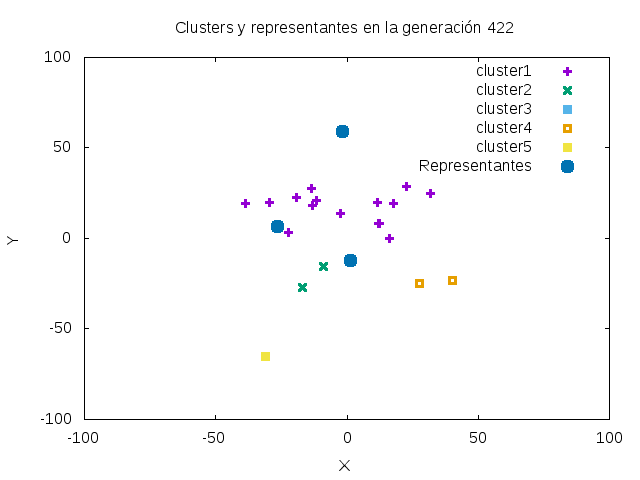 Clusters y representantes en la generación 422
100
50
0
-50
-100
-100
-50
0
50
100
X
Y
cluster1
cluster2
cluster3
cluster4
cluster5
Representantes